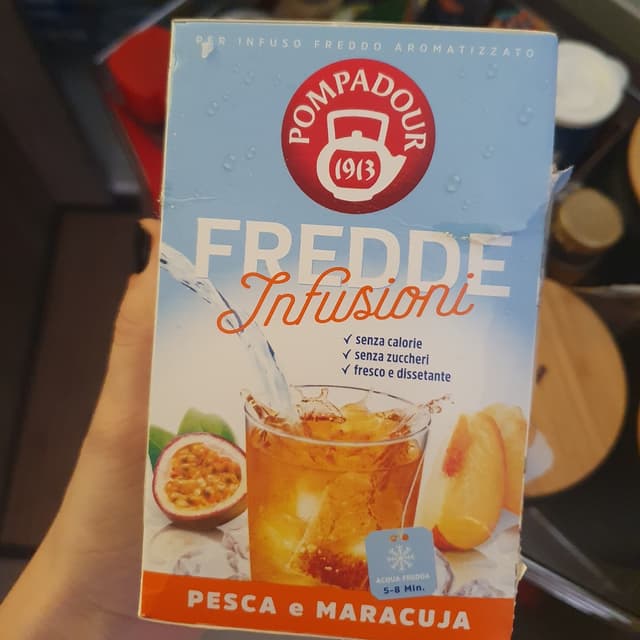 PER INFUSO FREDDO AROMATIZZATO
POMPADOUR
1913
FREDDE
Infusioni
✓ senza calorie
✓ senza zuccheri
✓ fresco e dissetante
ACQUA FREDDA
5-8 Min.
PESCA e MARACUJA